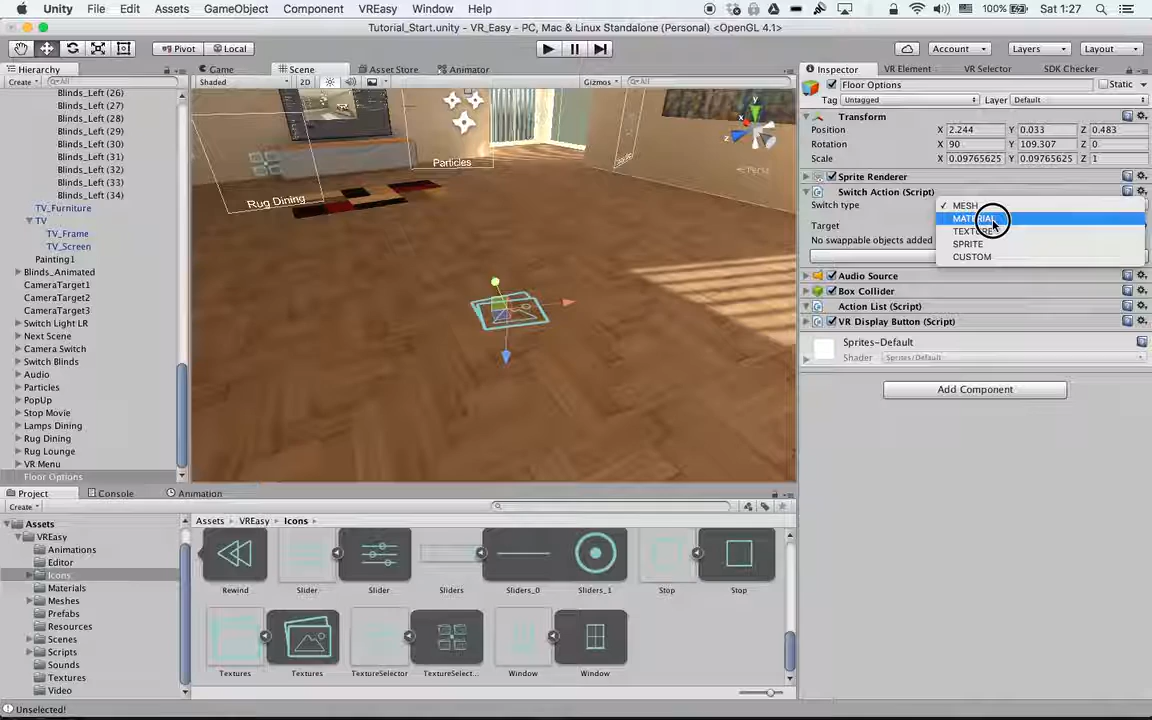 Unity File Edit Assets GameObject Component VREasy Window Help 100% Sat 1:27
Tutorial_Start.unity - VR_Easy - PC, Mac & Linux Standalone (Personal) <OpenGL 4.1>
Pivot Local Account Layers Layout
Hierarchy
Create All
Blinds_Left (26)
Blinds_Left (27)
Blinds_Left (28)
Blinds_Left (29)
Blinds_Left (30)
Blinds_Left (31)
Blinds_Left (32)
Blinds_Left (33)
Blinds_Left (34)
TV_Furniture
TV
TV_Frame
TV_Screen
Painting1
Blinds_Animated
CameraTarget1
CameraTarget2
CameraTarget3
Switch Light LR
Next Scene
Camera Switch
Switch Blinds
Audio
Particles
PopUp
Stop Movie
Lamps Dining
Rug Dining
Rug Lounge
VR Menu
Floor Options
Game Scene Asset Store Animator
Shaded 2D Gizmos All
y
x
z
Persp
Particles
Rug Dining
Inspector VR Element VR Selector SDK Checker
Floor Options Static
Tag Untagged Layer Default
Transform
Position X 2.244 Y 0.033 Z 0.483
Rotation X 90 Y 109.307 Z 0
Scale X 0.09765625 Y 0.09765625 Z 1
Sprite Renderer
Switch Action (Script)
Switch type
✓ MESH
MATERIAL
TEXTURE
SPRITE
CUSTOM
Target
No swappable objects added
Audio Source
Box Collider
Action List (Script)
VR Display Button (Script)
Sprites-Default
Shader Sprites/Default
Add Component
Project Console Animation
Create
Assets
VREasy
Animations
Editor
Icons
Materials
Meshes
Prefabs
Resources
Scenes
Scripts
Sounds
Textures
Video
Assets VREasy Icons
Rewind Slider Slider Sliders Sliders_0 Sliders_1 Stop Stop
Textures Textures TextureSelector TextureSelect... Window Window
Unselected!